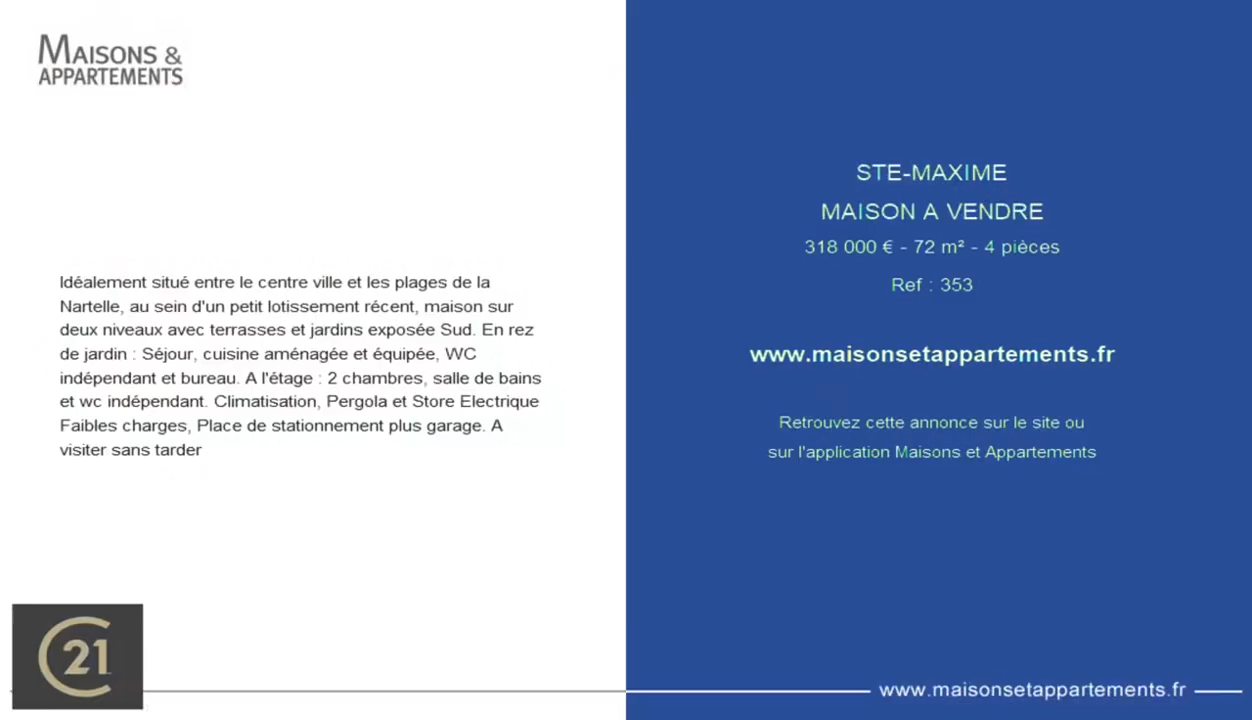 MAISONS &
APPARTEMENTS
Idéalement situé entre le centre ville et les plages de la
Nartelle, au sein d'un petit lotissement récent, maison sur
deux niveaux avec terrasses et jardins exposée Sud. En rez
de jardin : Séjour, cuisine aménagée et équipée, WC
indépendant et bureau. A l'étage : 2 chambres, salle de bains
et wc indépendant. Climatisation, Pergola et Store Electrique
Faibles charges, Place de stationnement plus garage. A
visiter sans tarder
C21
STE-MAXIME
MAISON A VENDRE
318 000 € - 72 m² - 4 pièces
Ref : 353
www.maisonsetappartements.fr
Retrouvez cette annonce sur le site ou
sur l'application Maisons et Appartements
www.maisonsetappartements.fr